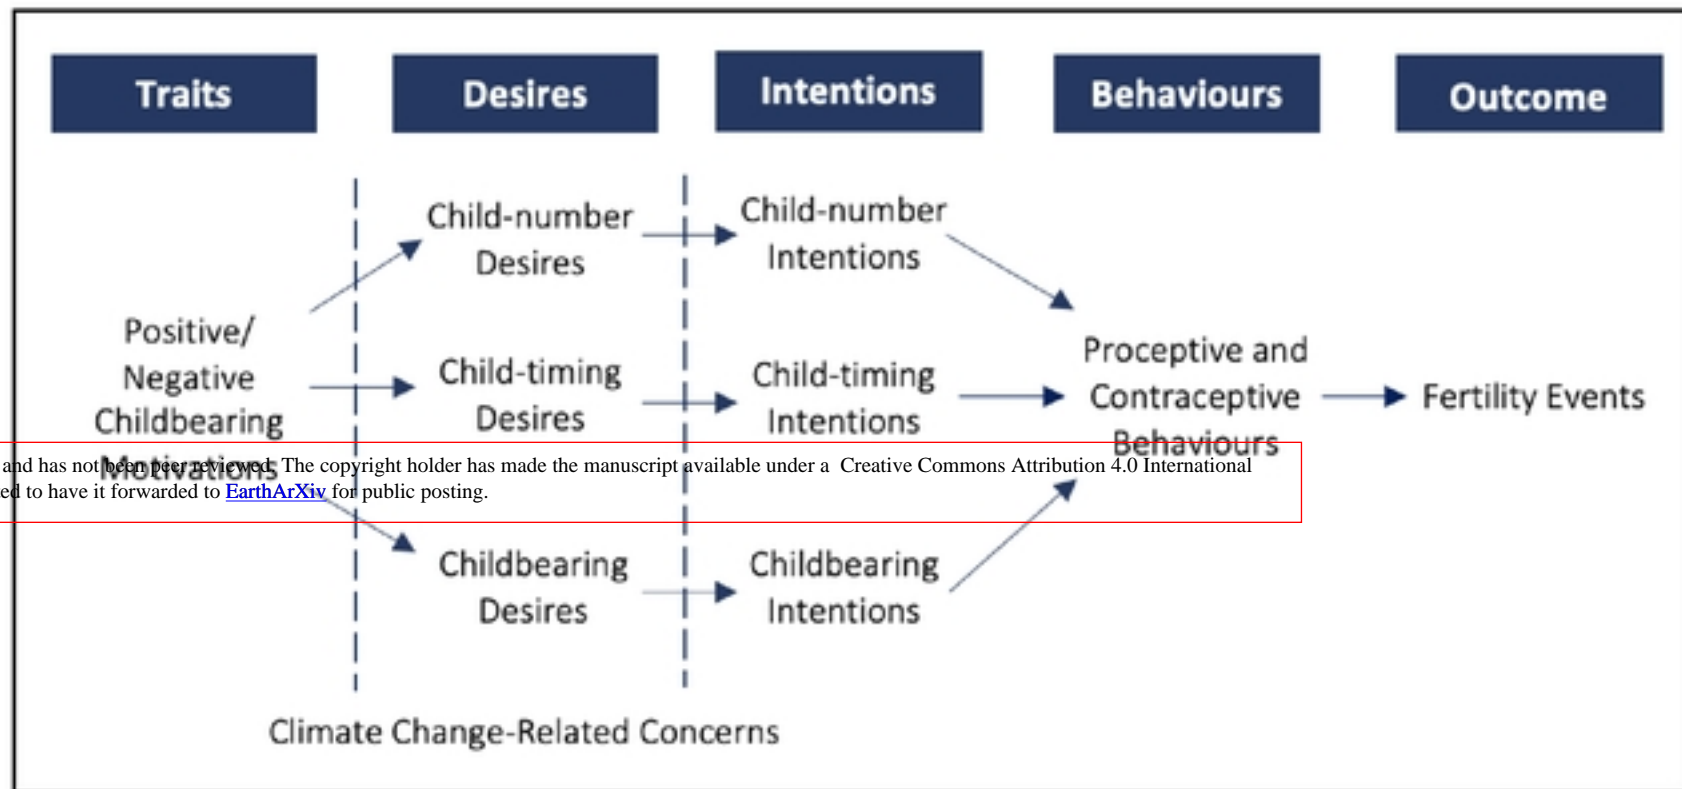 Traits
Desires
Intentions
Behaviours
Outcome
Positive/
Negative
Childbearing
Motivations
Child-number
Desires
Child-timing
Desires
Childbearing
Desires
Child-number
Intentions
Child-timing
Intentions
Childbearing
Intentions
Proceptive and
Contraceptive
Behaviours
Fertility Events
and has not been peer reviewed. The copyright holder has made the manuscript available under a Creative Commons Attribution 4.0 International
to have it forwarded to EarthArXiv for public posting.
Climate Change-Related Concerns